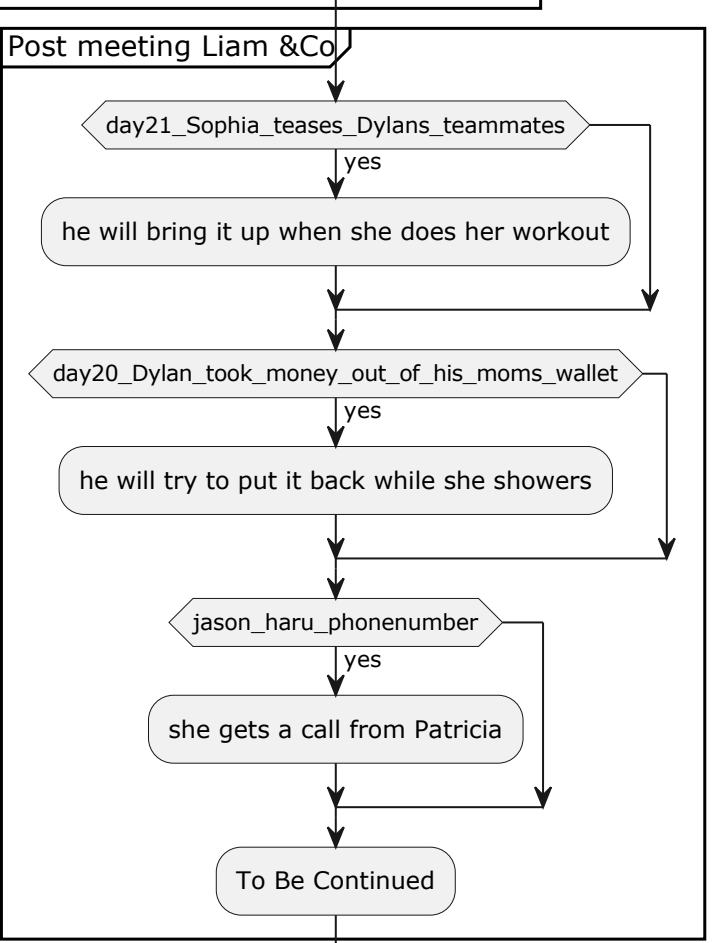 Post meeting Liam &Co
day21_Sophia_teases_Dylans_teammates
yes
he will bring it up when she does her workout
day20_Dylan_took_money_out_of_his_moms_wallet
yes
he will try to put it back while she showers
jason_haru_phonenumber
yes
she gets a call from Patricia
To Be Continued